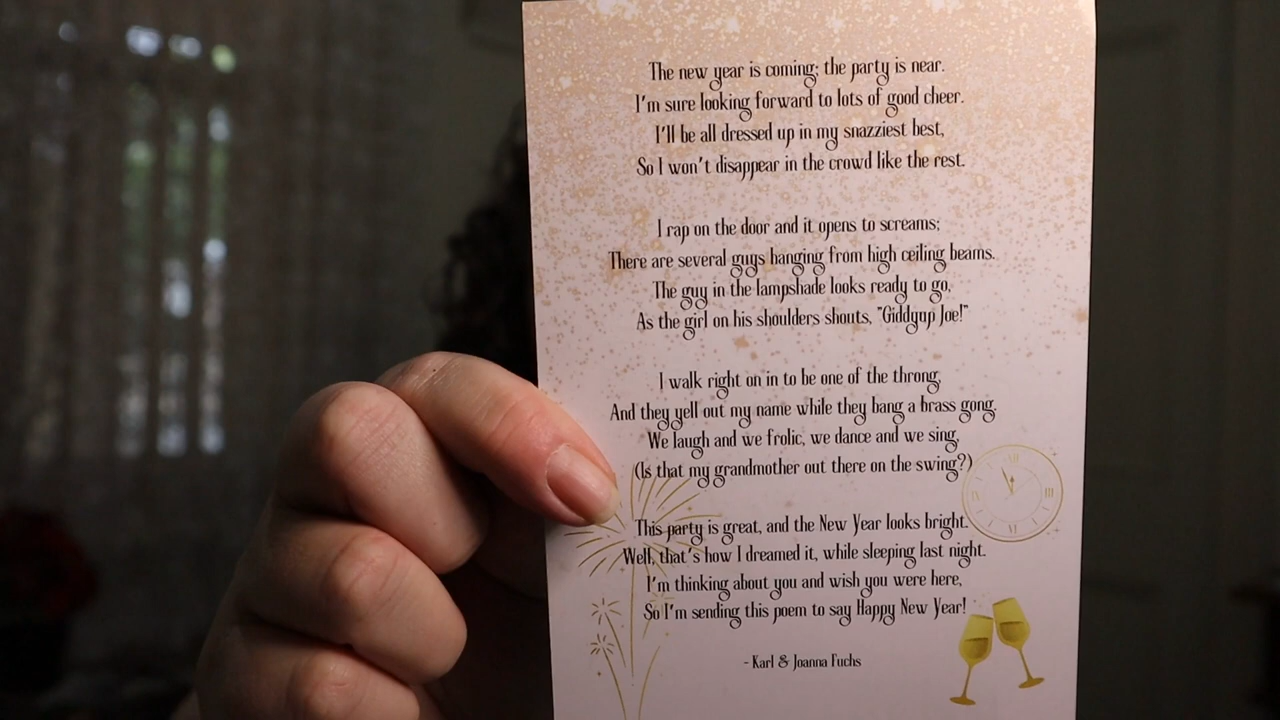 The new year is coming; the party is near.
I'm sure looking forward to lots of good cheer.
I'll be all dressed up in my snazziest best,
So I won't disappear in the crowd like the rest.
I rap on the door and it opens to screams;
There are several guys hanging from high ceiling beams.
The guy in the lampshade looks ready to go,
As the girl on his shoulders shouts, "Giddyup Joe!"
I walk right on in to be one of the throng,
And they yell out my name while they bang a brass gong.
We laugh and we frolic, we dance and we sing,
(Is that my grandmother out there on the swing?)
This party is great, and the New Year looks bright.
Well, that's how I dreamed it, while sleeping last night.
I'm thinking about you and wish you were here,
So I'm sending this poem to say Happy New Year!
- Karl & Joanna Fuchs
XII
III
VI
IX